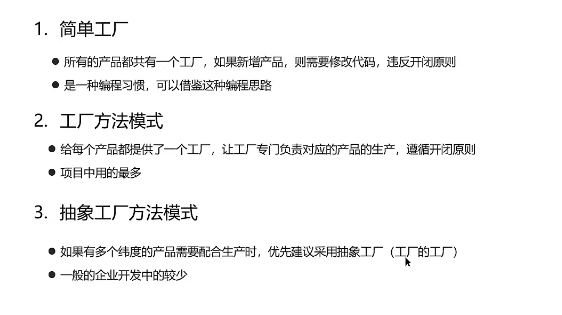 1. 简单工厂
● 所有的产品都共有一个工厂，如果新增产品，则需要修改代码，违反开闭原则
● 是一种编程习惯，可以借鉴这种编程思路
2. 工厂方法模式
● 给每个产品都提供了一个工厂，让工厂专门负责对应的产品的生产，遵循开闭原则
● 项目中用的最多
3. 抽象工厂方法模式
● 如果有多个纬度的产品需要配合生产时，优先建议采用抽象工厂（工厂的工厂）
● 一般的企业开发中的较少